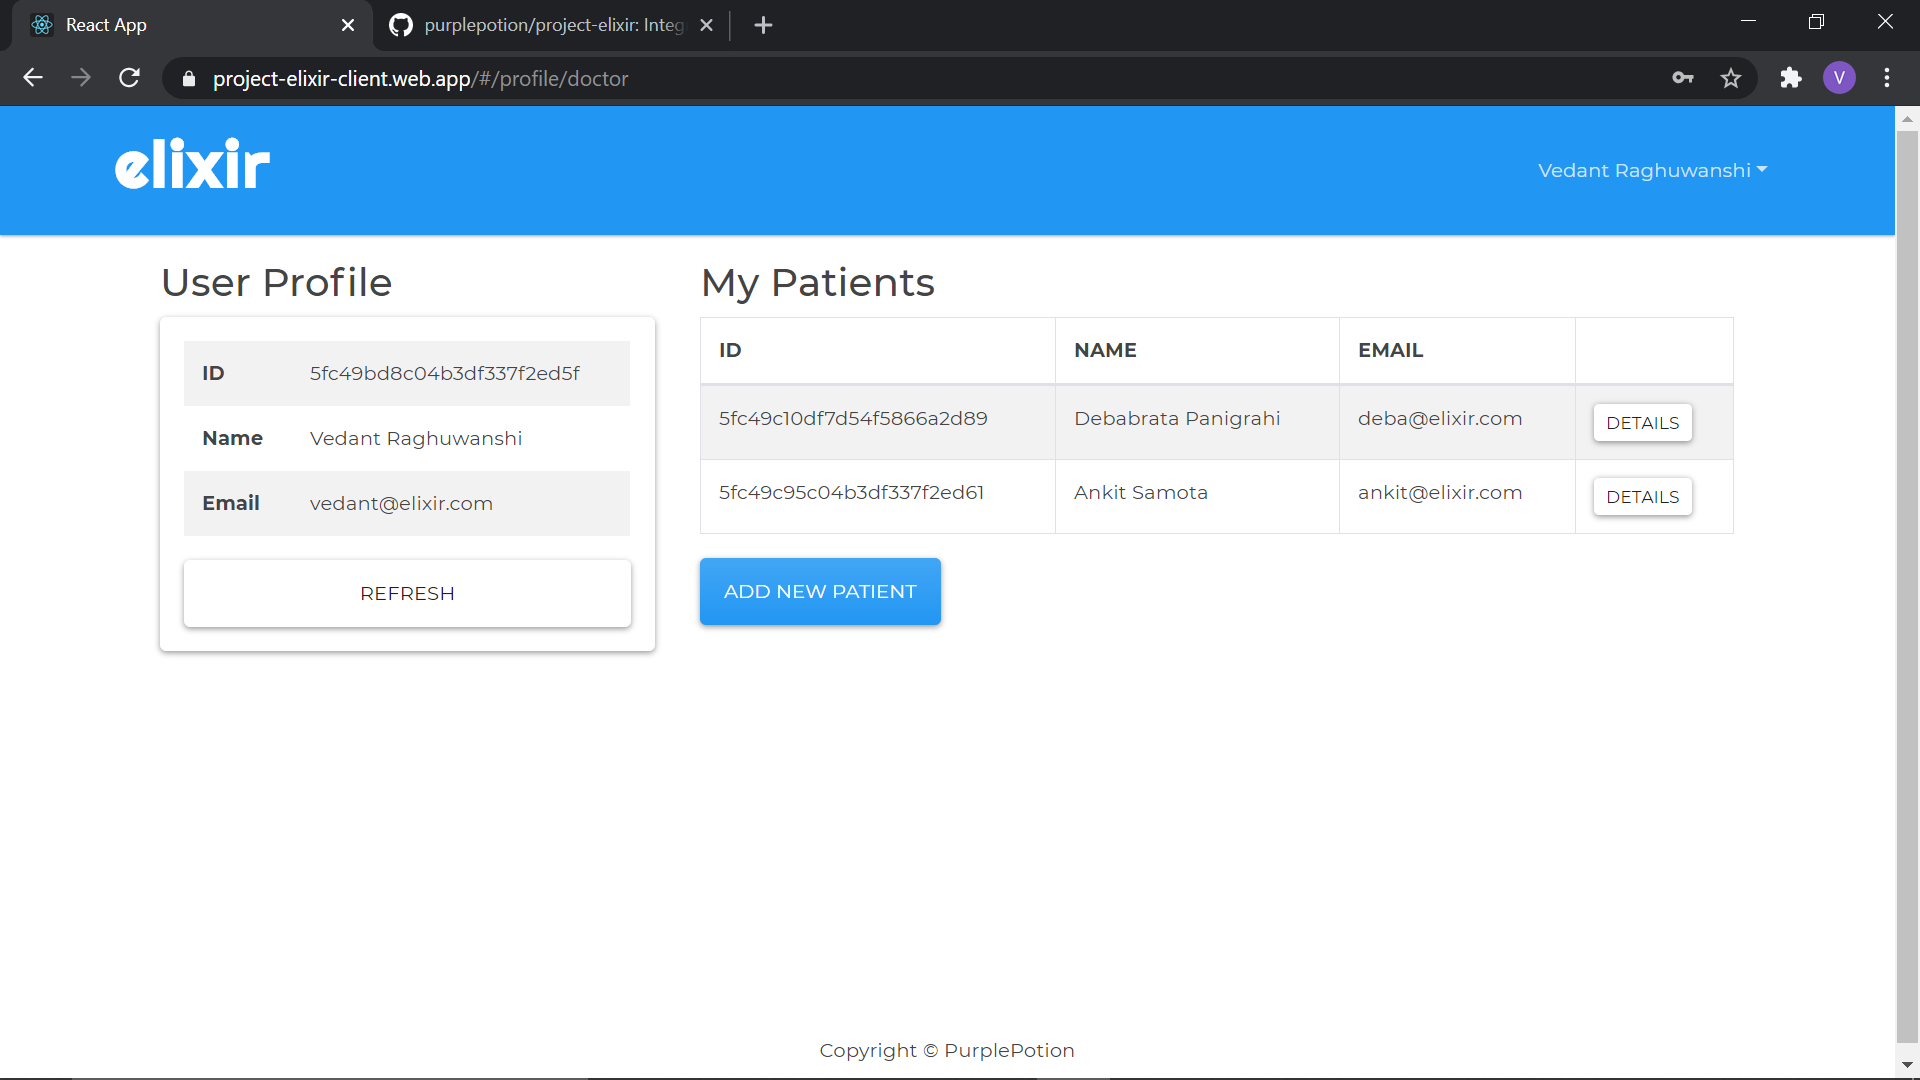 React App
purplepotion/project-elixir: Integ
project-elixir-client.web.app/#/profile/doctor
V
elixir
Vedant Raghuwanshi
User Profile
ID 5fc49bd8c04b3df337f2ed5f
Name Vedant Raghuwanshi
Email vedant@elixir.com
REFRESH
My Patients
ID NAME EMAIL
5fc49c10df7d54f5866a2d89 Debabrata Panigrahi deba@elixir.com DETAILS
5fc49c95c04b3df337f2ed61 Ankit Samota ankit@elixir.com DETAILS
ADD NEW PATIENT
Copyright © PurplePotion